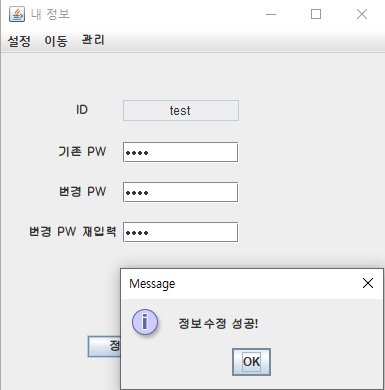 내 정보
설정 이동 관리
ID test
기존 PW ••••
변경 PW ••••
변경 PW 재입력 ••••
Message
정보수정 성공!
OK
정